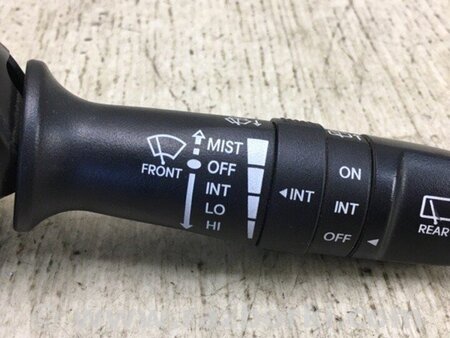 FRONT
MIST
OFF
INT
LO
HI
◄INT
ON
INT
OFF ◄
REAR